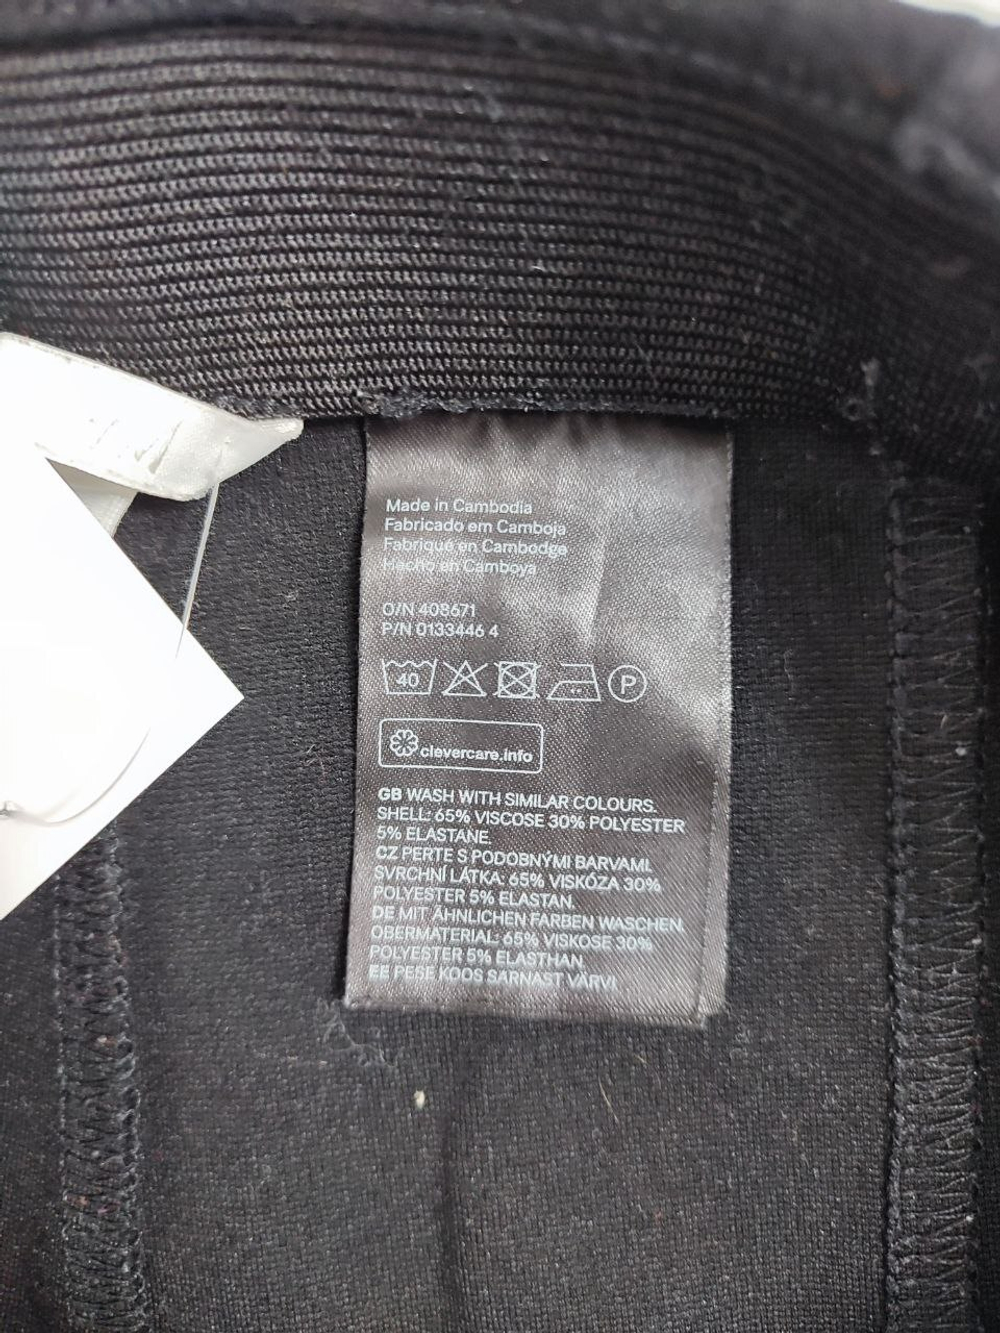 Made in Cambodia
Fabricado em Camboja
Fabriqué en Cambodge
Hecho en Camboya
O/N 408671
P/N 0133446 4
40 P
clevercare.info
GB WASH WITH SIMILAR COLOURS.
SHELL: 65% VISCOSE 30% POLYESTER
5% ELASTANE.
CZ PERTE S PODOBNÝMI BARVAMI.
SVRCHNÍ LÁTKA: 65% VISKÓZA 30%
POLYESTER 5% ELASTAN.
DE MIT ÄHNLICHEN FARBEN WASCHEN.
OBERMATERIAL: 65% VISKOSE 30%
POLYESTER 5% ELASTHAN.
EE PESE KOOS SARNAST VÄRVI